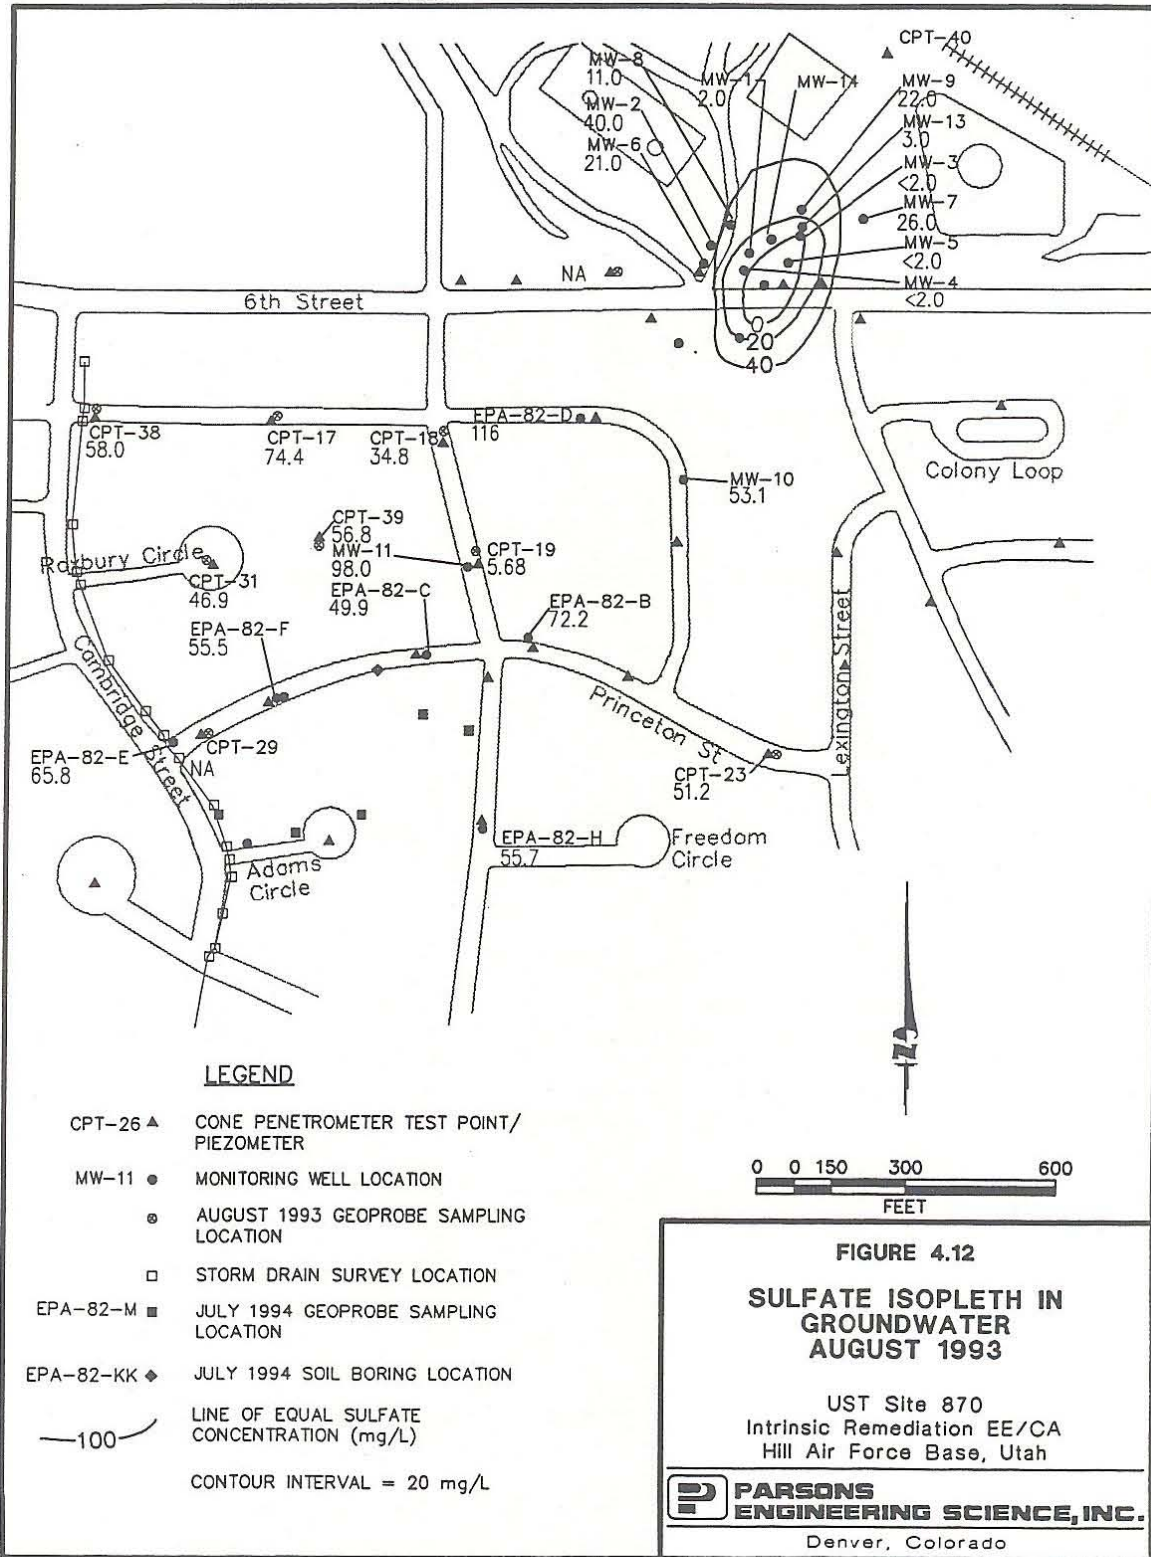 CPT-40
MW-8
11.0
MW-1
2.0
MW-14
MW-9
22.0
MW-2
40.0
MW-13
3.0
MW-6
21.0
MW-3
<2.0
MW-7
26.0
MW-5
<2.0
MW-4
<2.0
NA
6th Street
0
20
40
CPT-38
58.0
CPT-17
74.4
CPT-18
34.8
EPA-82-D
116
MW-10
53.1
Colony Loop
CPT-39
56.8
MW-11
98.0
CPT-19
5.68
Roxbury Circle
CPT-31
46.9
EPA-82-C
49.9
EPA-82-B
72.2
EPA-82-F
55.5
Cambridge Street
Princeton St
Lexington Street
EPA-82-E
65.8
CPT-29
NA
CPT-23
51.2
EPA-82-H
55.7
Freedom
Circle
Adams
Circle
N
LEGEND
CPT-26 CONE PENETROMETER TEST POINT/
PIEZOMETER
MW-11 MONITORING WELL LOCATION
AUGUST 1993 GEOPROBE SAMPLING
LOCATION
STORM DRAIN SURVEY LOCATION
EPA-82-M JULY 1994 GEOPROBE SAMPLING
LOCATION
EPA-82-KK JULY 1994 SOIL BORING LOCATION
100 LINE OF EQUAL SULFATE
CONCENTRATION (mg/L)
CONTOUR INTERVAL = 20 mg/L
0 0 150 300 600
FEET
FIGURE 4.12
SULFATE ISOPLETH IN
GROUNDWATER
AUGUST 1993
UST Site 870
Intrinsic Remediation EE/CA
Hill Air Force Base, Utah
PARSONS
ENGINEERING SCIENCE, INC.
Denver, Colorado